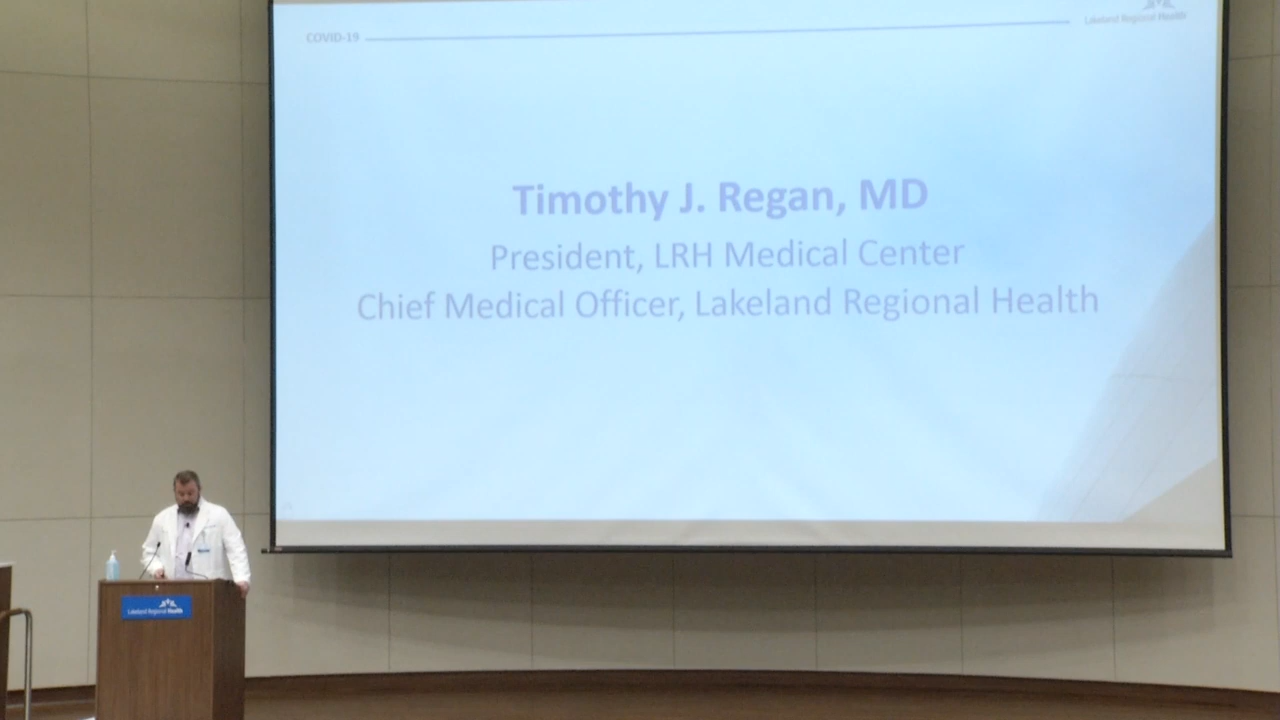 COVID-19
Lakeland Regional Health
Timothy J. Regan, MD
President, LRH Medical Center
Chief Medical Officer, Lakeland Regional Health
Lakeland Regional Health